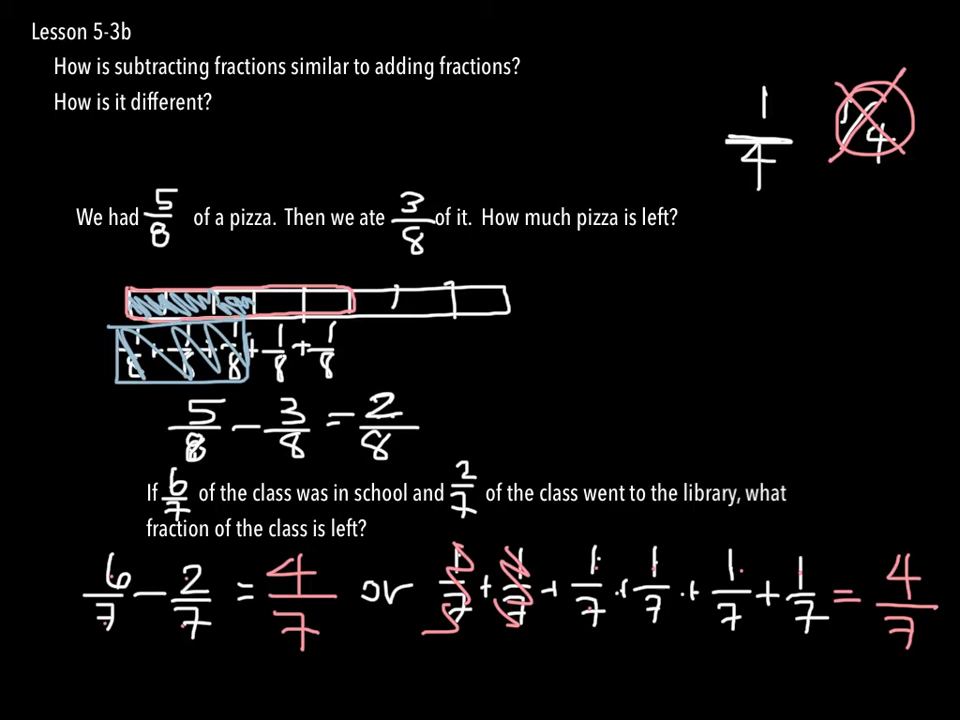 Lesson 5-3b
How is subtracting fractions similar to adding fractions?
How is it different?
1/4 1/4
We had 5/8 of a pizza. Then we ate 3/8 of it. How much pizza is left?
1/8 + 1/8 + 1/8 + 1/8 + 1/8
5/8 - 3/8 = 2/8
If 6/7 of the class was in school and 2/7 of the class went to the library, what
fraction of the class is left?
6/7 - 2/7 = 4/7 or 1/7 + 1/7 + 1/7 + 1/7 + 1/7 + 1/7 = 4/7